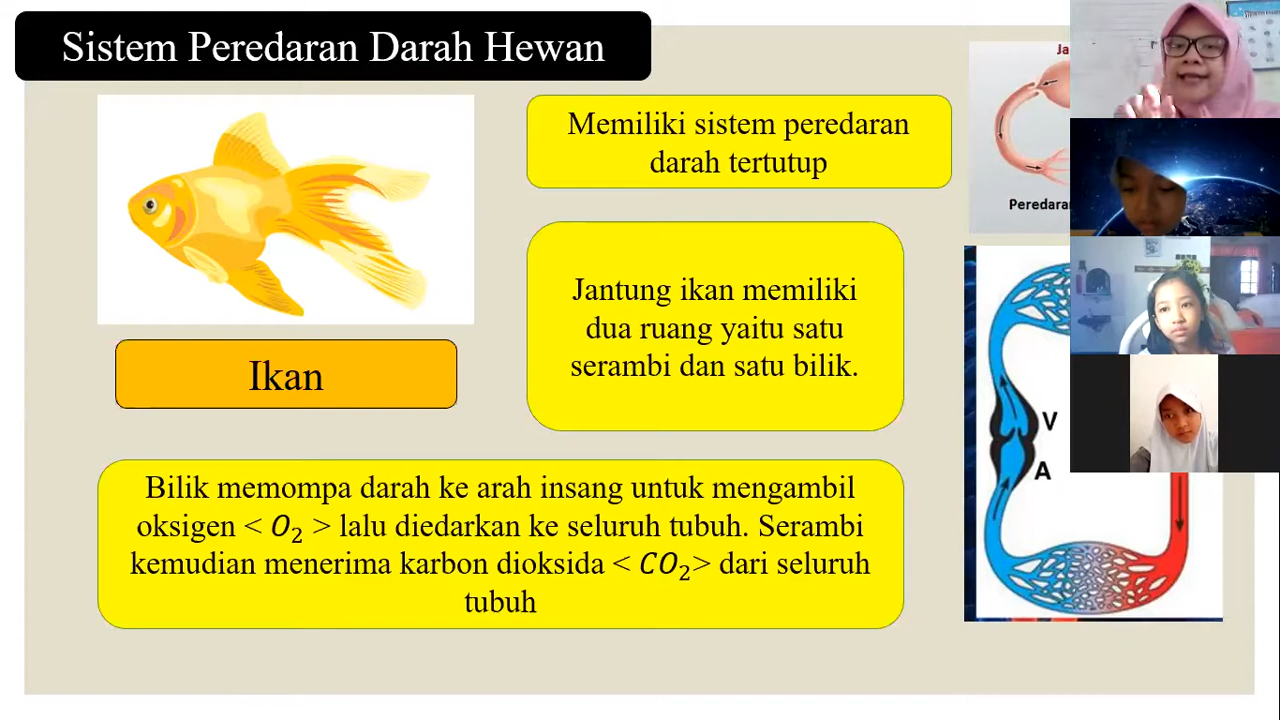 Sistem Peredaran Darah Hewan
Memiliki sistem peredaran
darah tertutup
Jantung ikan memiliki
dua ruang yaitu satu
serambi dan satu bilik.
Ikan
Bilik memompa darah ke arah insang untuk mengambil
oksigen < O₂ > lalu diedarkan ke seluruh tubuh. Serambi
kemudian menerima karbon dioksida < CO₂> dari seluruh
tubuh
V
A